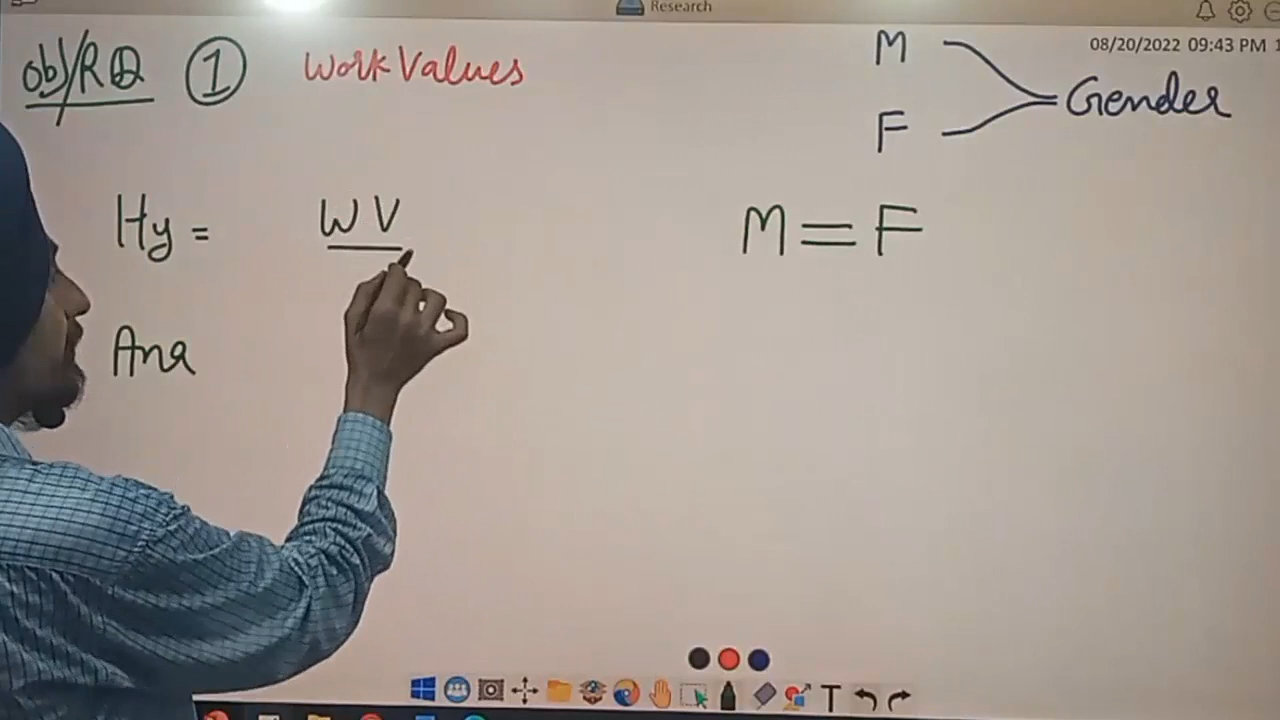 Research
08/20/2022 09:43 PM
Obj/RQ ① Work Values
M
F
Gender
Hy = WV M = F
Ana
T